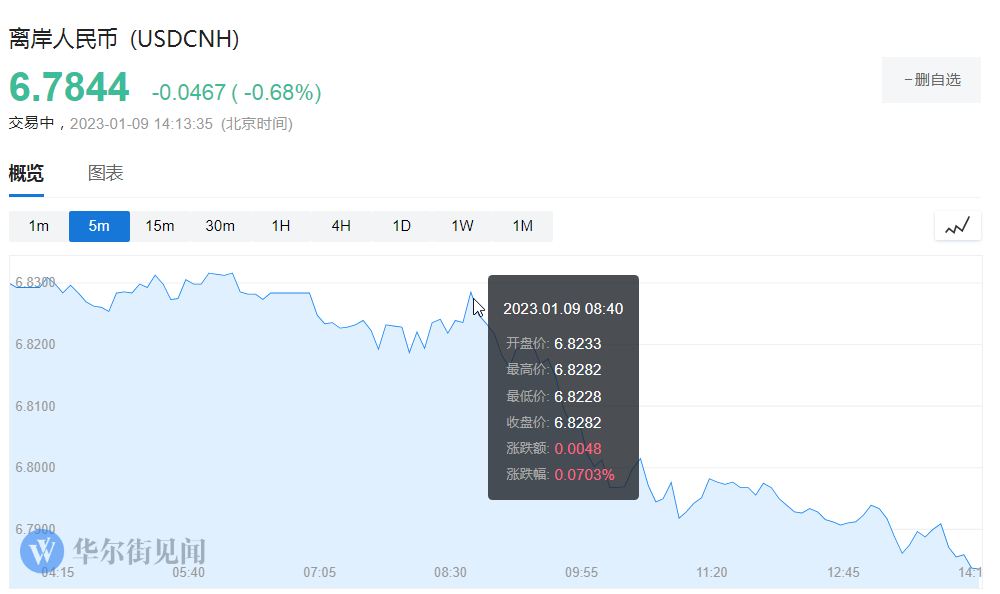 离岸人民币 (USDCNH)
6.7844 -0.0467 ( -0.68%)
－删自选
交易中，2023-01-09 14:13:35 (北京时间)
概览 图表
1m 5m 15m 30m 1H 4H 1D 1W 1M
6.8300
2023.01.09 08:40
开盘价: 6.8233
6.8200
最高价: 6.8282
最低价: 6.8228
6.8100
收盘价: 6.8282
涨跌额: 0.0048
6.8000
涨跌幅: 0.0703%
6.7900
华尔街见闻
04:15 05:40 07:05 08:30 09:55 11:20 12:45 14:1